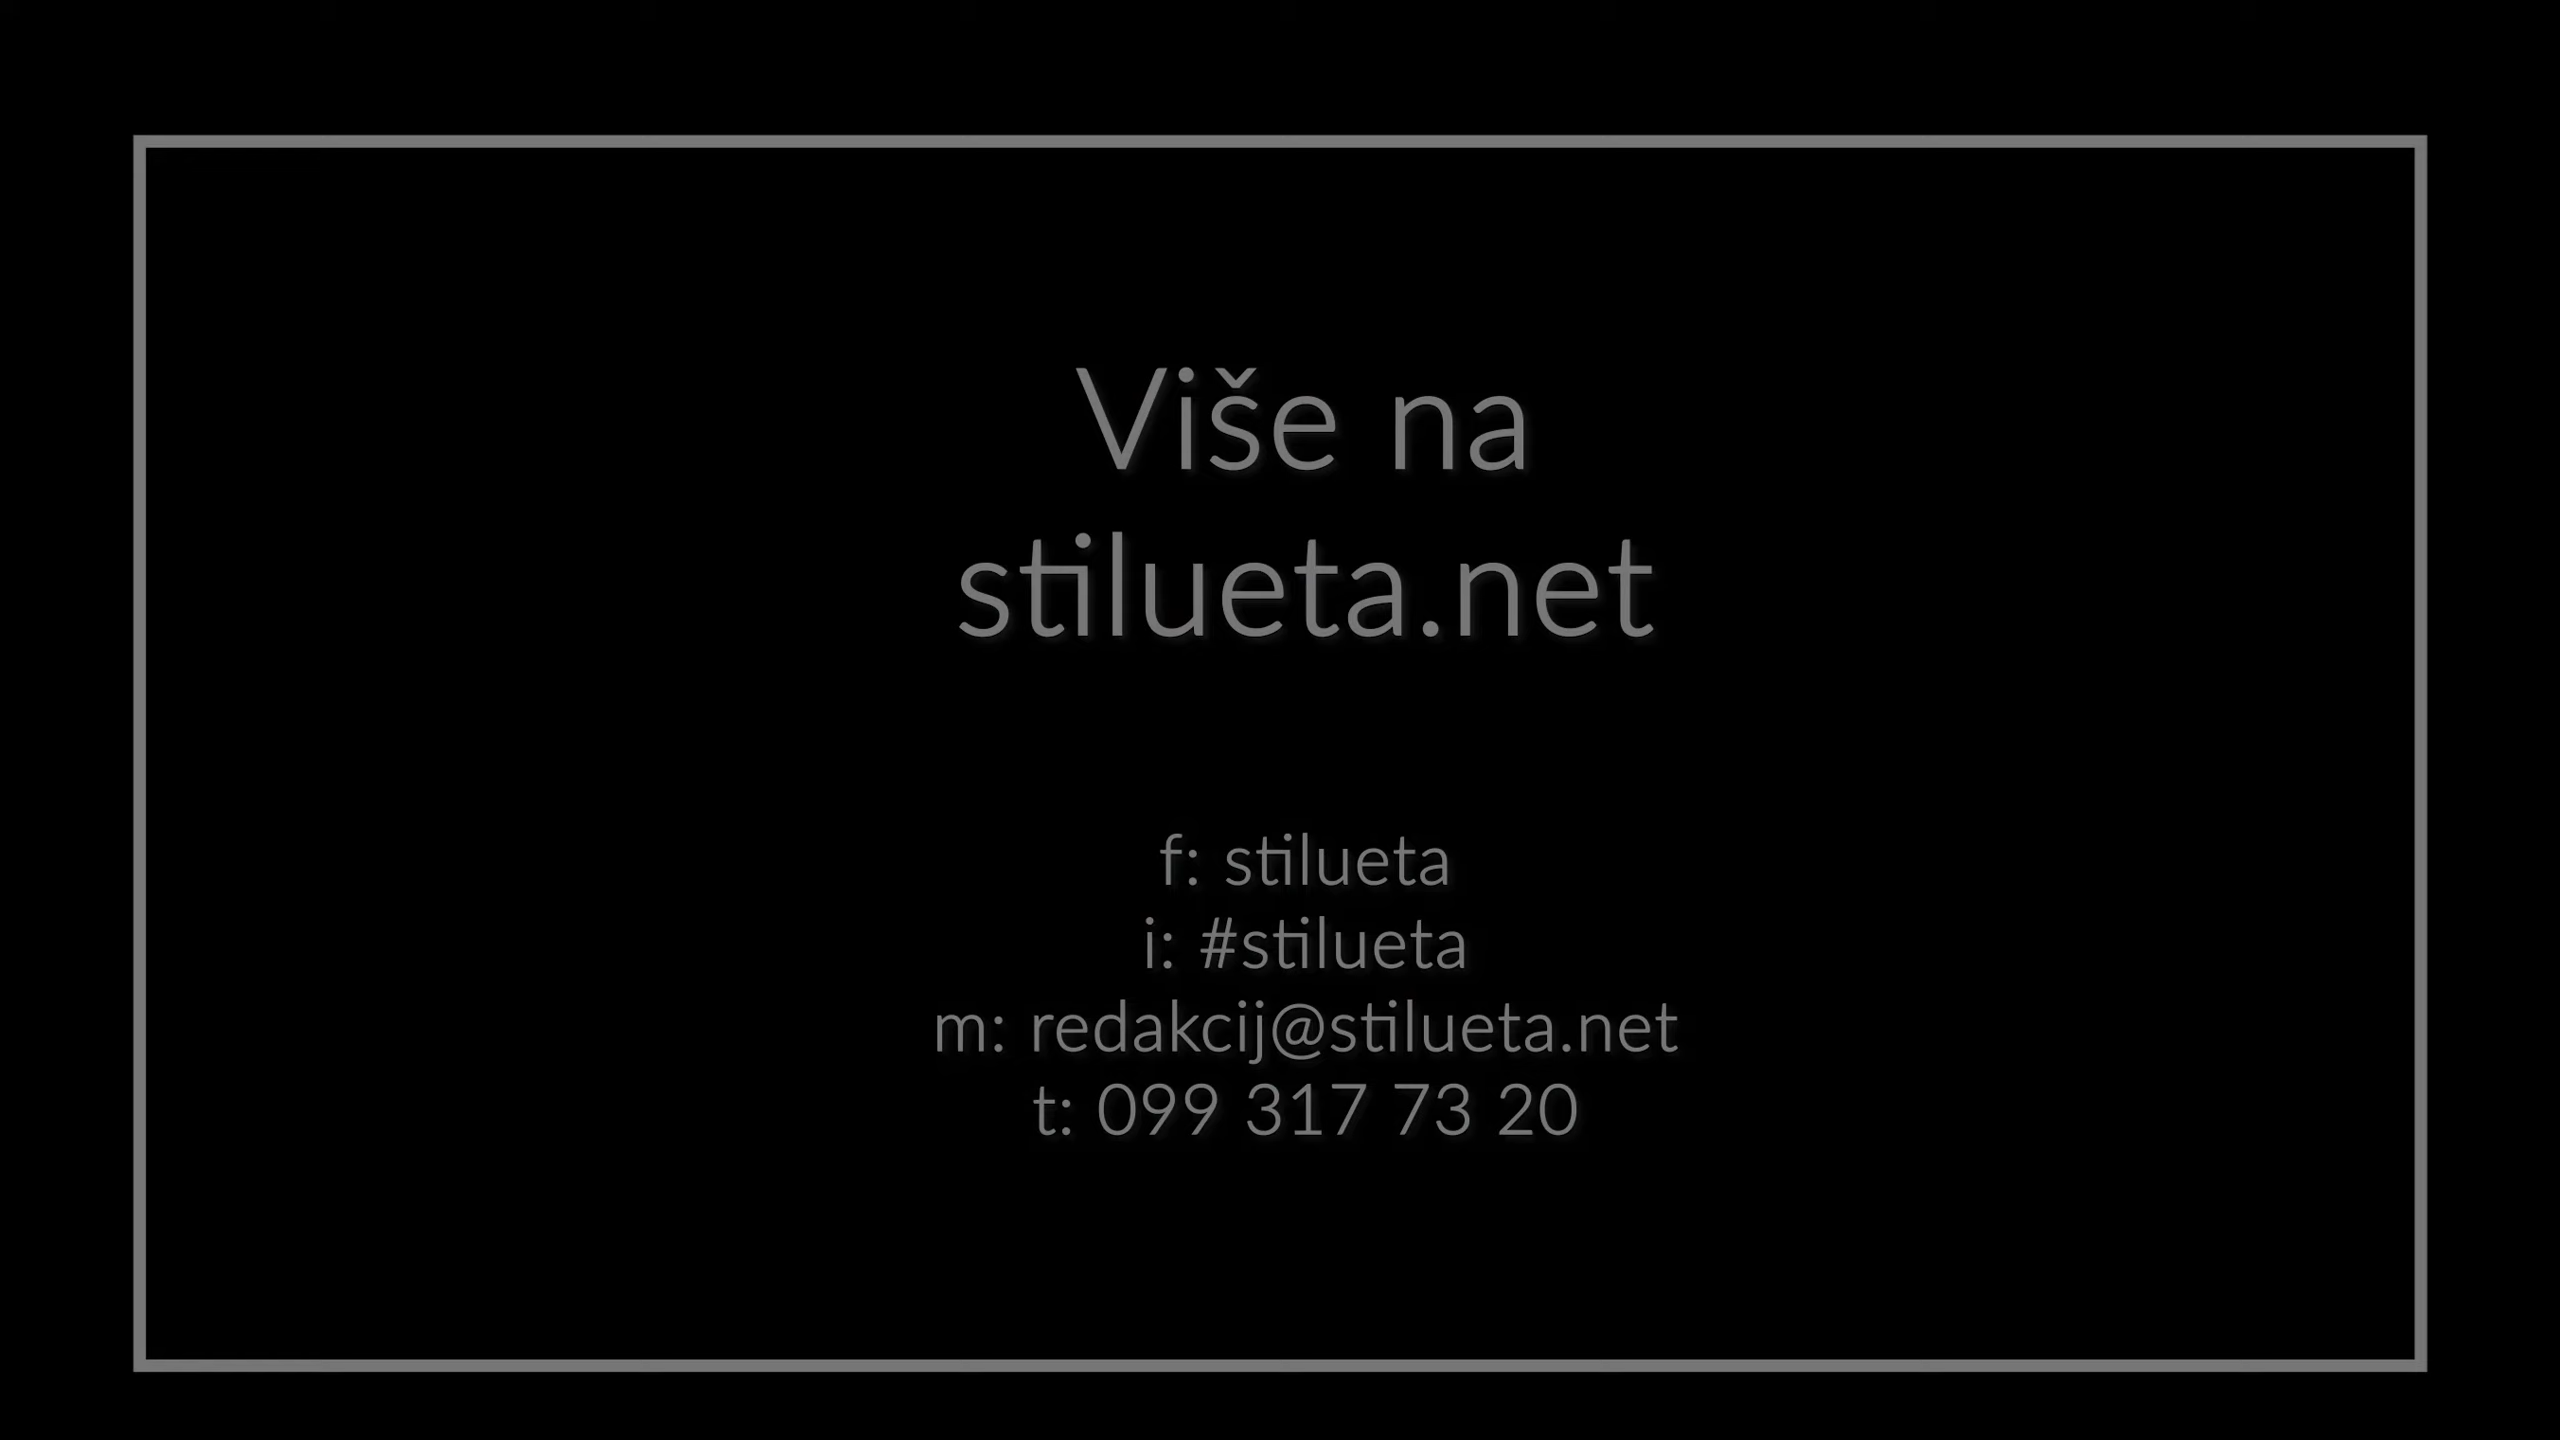 Više na
stilueta.net
f: stilueta
i: #stilueta
m: redakcij@stilueta.net
t: 099 317 73 20